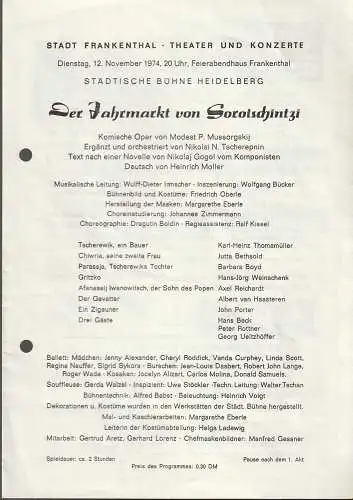 STADT FRANKENTHAL · THEATER UND KONZERTE
Dienstag, 12. November 1974, 20 Uhr, Feierabendhaus Frankenthal
STÄDTISCHE BÜHNE HEIDELBERG
Der Jahrmarkt von Sorotschintzi
Komische Oper von Modest P. Mussorgskij
Ergänzt und orchestriert von Nikolai N. Tscherepnin
Text nach einer Novelle von Nikolaj Gogol vom Komponisten
Deutsch von Heinrich Moller
Musikalische Leitung: Wulff-Dieter Irmscher · Inszenierung: Wolfgang Bücker
Bühnenbild und Kostüme: Friedrich Oberle
Herstellung der Masken: Margarethe Eberle
Choreinstudierung: Johannes Zimmermann
Choreographie: Dragutin Boldin · Regieassistenz: Ralf Kissel
Tscherewik, ein Bauer Karl-Heinz Thomamüller
Chiwria, seine zweite Frau Jutta Bethsold
Parassja, Tscherewiks Tochter Barbara Boyd
Gritzko Hans-Jörg Weinschenk
Afanasij Iwanowitsch, der Sohn des Popen Axel Reichardt
Der Gevatter Albert van Haasteren
Ein Zigeuner John Porter
Drei Gäste Hans Beck
Peter Rottner
Georg Ueltzhöffer
Ballett: Mädchen: Jenny Alexander, Cheryl Roddick, Vanda Curphey, Linda Scott,
Regina Nauffer, Sigrid Sykora · Burschen: Jean-Louis Daabert, Robert John Lange,
Roger Wade · Kosaken: Jocelyn Alizart, Carlos Molina, Donald Samuels.
Souffleuse: Gerda Walzel · Inspizient: Uwe Stöckler · Techn. Leitung: Walter Tschan
Bühnentechnik: Alfred Babst · Beleuchtung: Heinrich Voigt
Dekorationen u. Kostüme wurden in den Werkstätten der Städt. Bühne hergestellt.
Mal- und Kaschierarbeiten: Margarethe Eberle
Leiterin der Kostümabteilung: Helga Ladewig
Mitarbeit: Gertrud Aretz, Gerhard Lorenz · Chefmaskenbildner: Manfred Gessner
Spieldauer: ca. 2 Stunden Pause nach dem 1. Akt
Preis des Programmes: 0.30 DM